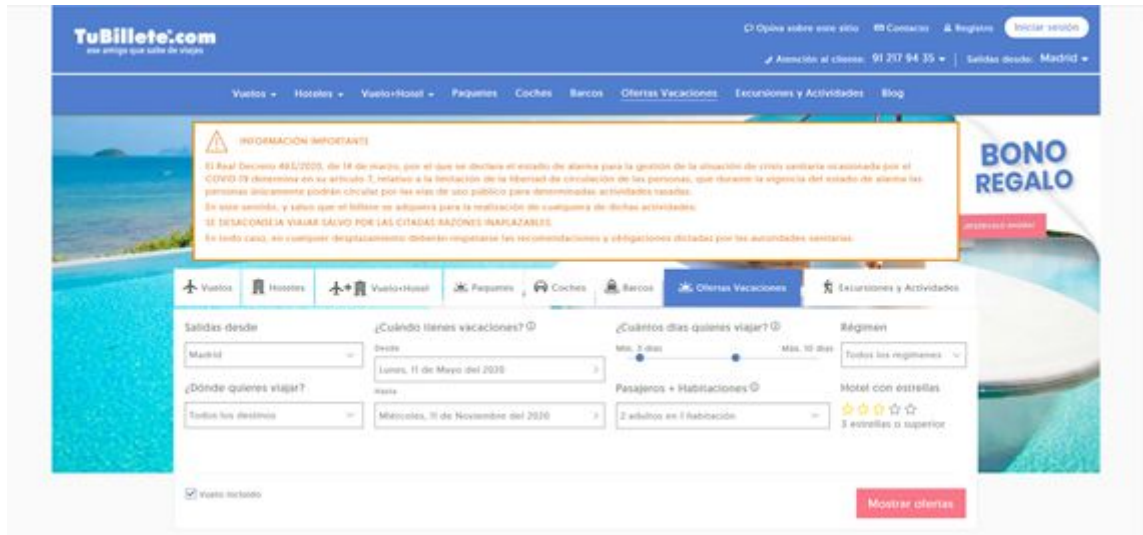 TuBillete.com
ese amigo que sabe de viajes
Opina sobre este sitio Contacto Registro Iniciar sesión
Atención al cliente: 91 217 94 35 Salidas desde: Madrid
Vuelos Hoteles Vuelo+Hotel Paquetes Coches Barcos Ofertas Vacaciones Excursiones y Actividades Blog
INFORMACIÓN IMPORTANTE
El Real Decreto 463/2020, de 14 de marzo, por el que se declara el estado de alarma para la gestión de la situación de crisis sanitaria ocasionada por el
COVID-19 determina en su artículo 7, relativo a la limitación de la libertad de circulación de las personas, que durante la vigencia del estado de alarma las
personas únicamente podrán circular por las vías de uso público para determinadas actividades tasadas.
En este sentido, y salvo que el billete se adquiera para la realización de cualquiera de dichas actividades:
SE DESACONSEJA VIAJAR SALVO POR LAS CITADAS RAZONES INAPLAZABLES.
En todo caso, en cualquier desplazamiento deberán respetarse las recomendaciones y obligaciones dictadas por las autoridades sanitarias.
BONO
REGALO
Vuelos Hoteles Vuelo+Hotel Paquetes Coches Barcos Ofertas Vacaciones Excursiones y Actividades
Salidas desde ¿Cuándo tienes vacaciones? ¿Cuántos días quieres viajar? Régimen
Madrid Desde Mín. 3 días Máx. 10 días Todos los regímenes
Lunes, 11 de Mayo del 2020
¿Dónde quieres viajar? Hasta Pasajeros + Habitaciones Hotel con estrellas
Todos los destinos Miércoles, 11 de Noviembre del 2020 2 adultos en 1 habitación
3 estrellas o superior
Vuelo incluido
Mostrar ofertas